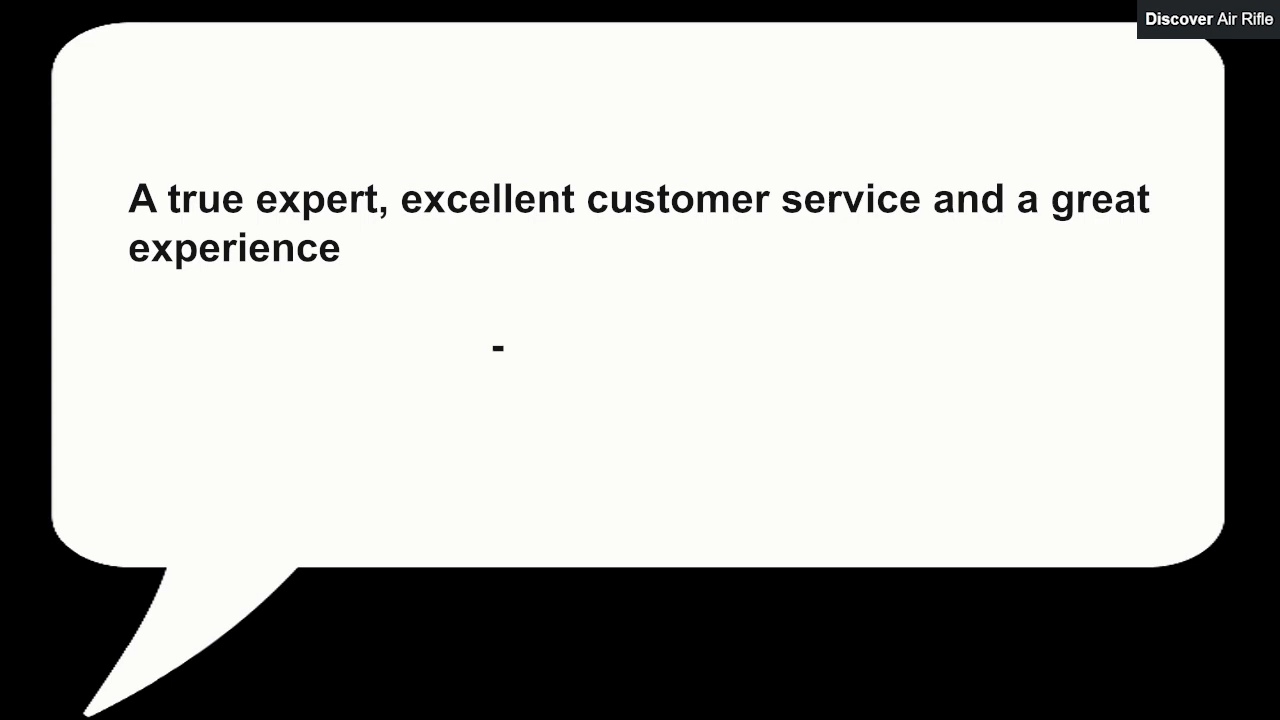 Discover Air Rifle
A true expert, excellent customer service and a great
experience
-